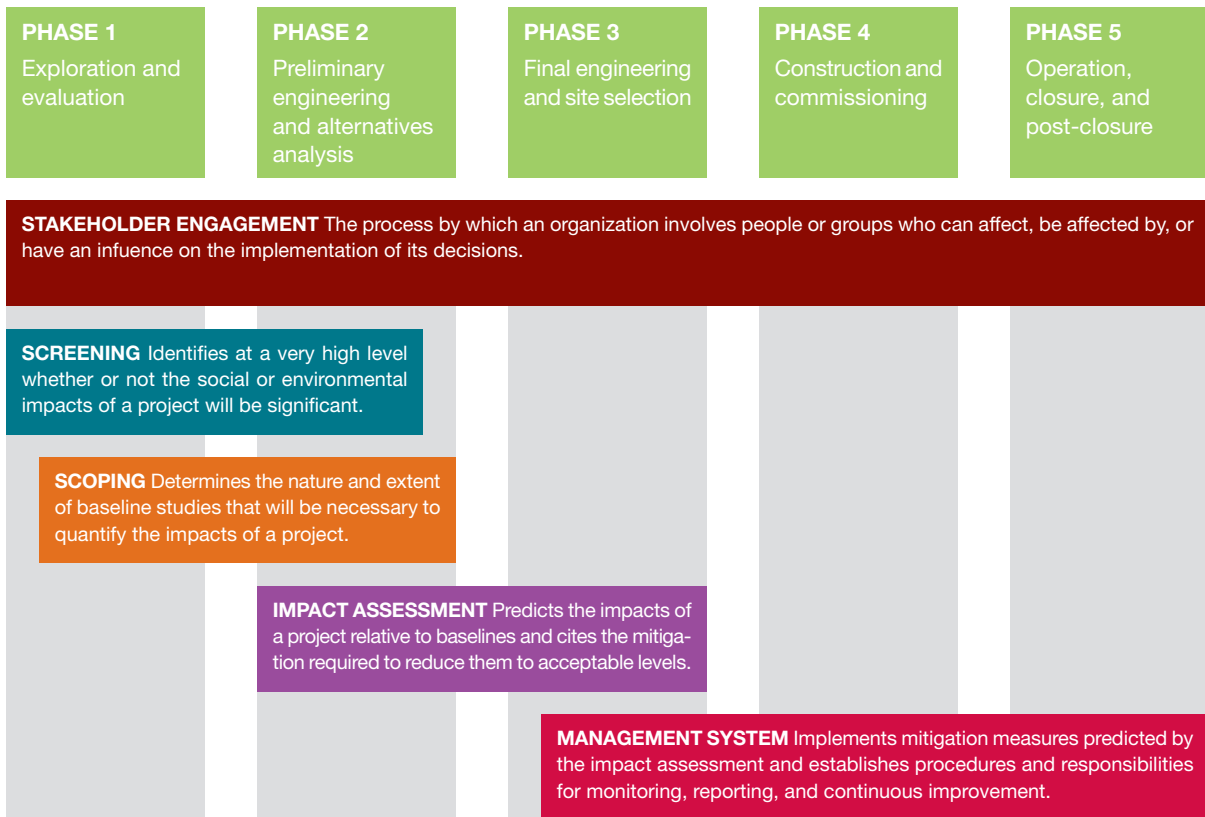 PHASE 1
Exploration and
evaluation
PHASE 2
Preliminary
engineering
and alternatives
analysis
PHASE 3
Final engineering
and site selection
PHASE 4
Construction and
commissioning
PHASE 5
Operation,
closure, and
post-closure
STAKEHOLDER ENGAGEMENT The process by which an organization involves people or groups who can affect, be affected by, or
have an infuence on the implementation of its decisions.
SCREENING Identifies at a very high level
whether or not the social or environmental
impacts of a project will be significant.
SCOPING Determines the nature and extent
of baseline studies that will be necessary to
quantify the impacts of a project.
IMPACT ASSESSMENT Predicts the impacts of
a project relative to baselines and cites the mitiga-
tion required to reduce them to acceptable levels.
MANAGEMENT SYSTEM Implements mitigation measures predicted by
the impact assessment and establishes procedures and responsibilities
for monitoring, reporting, and continuous improvement.